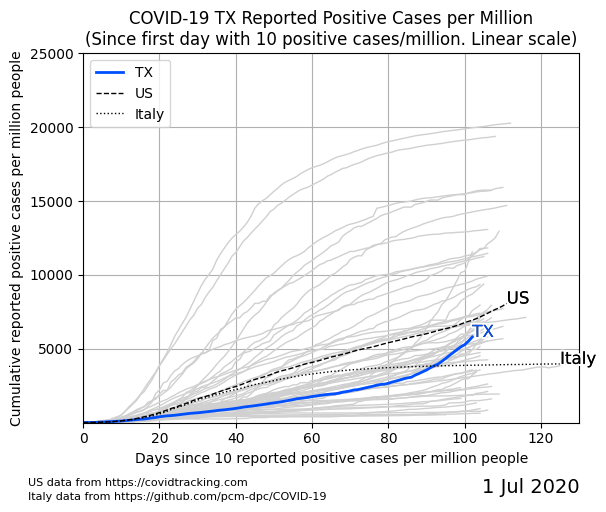 COVID-19 TX Reported Positive Cases per Million
(Since first day with 10 positive cases/million. Linear scale)
Cumulative reported positive cases per million people
25000
20000
15000
10000
5000
TX
US
Italy
US
TX
Italy
0
20
40
60
80
100
120
Days since 10 reported positive cases per million people
US data from https://covidtracking.com
Italy data from https://github.com/pcm-dpc/COVID-19
1 Jul 2020